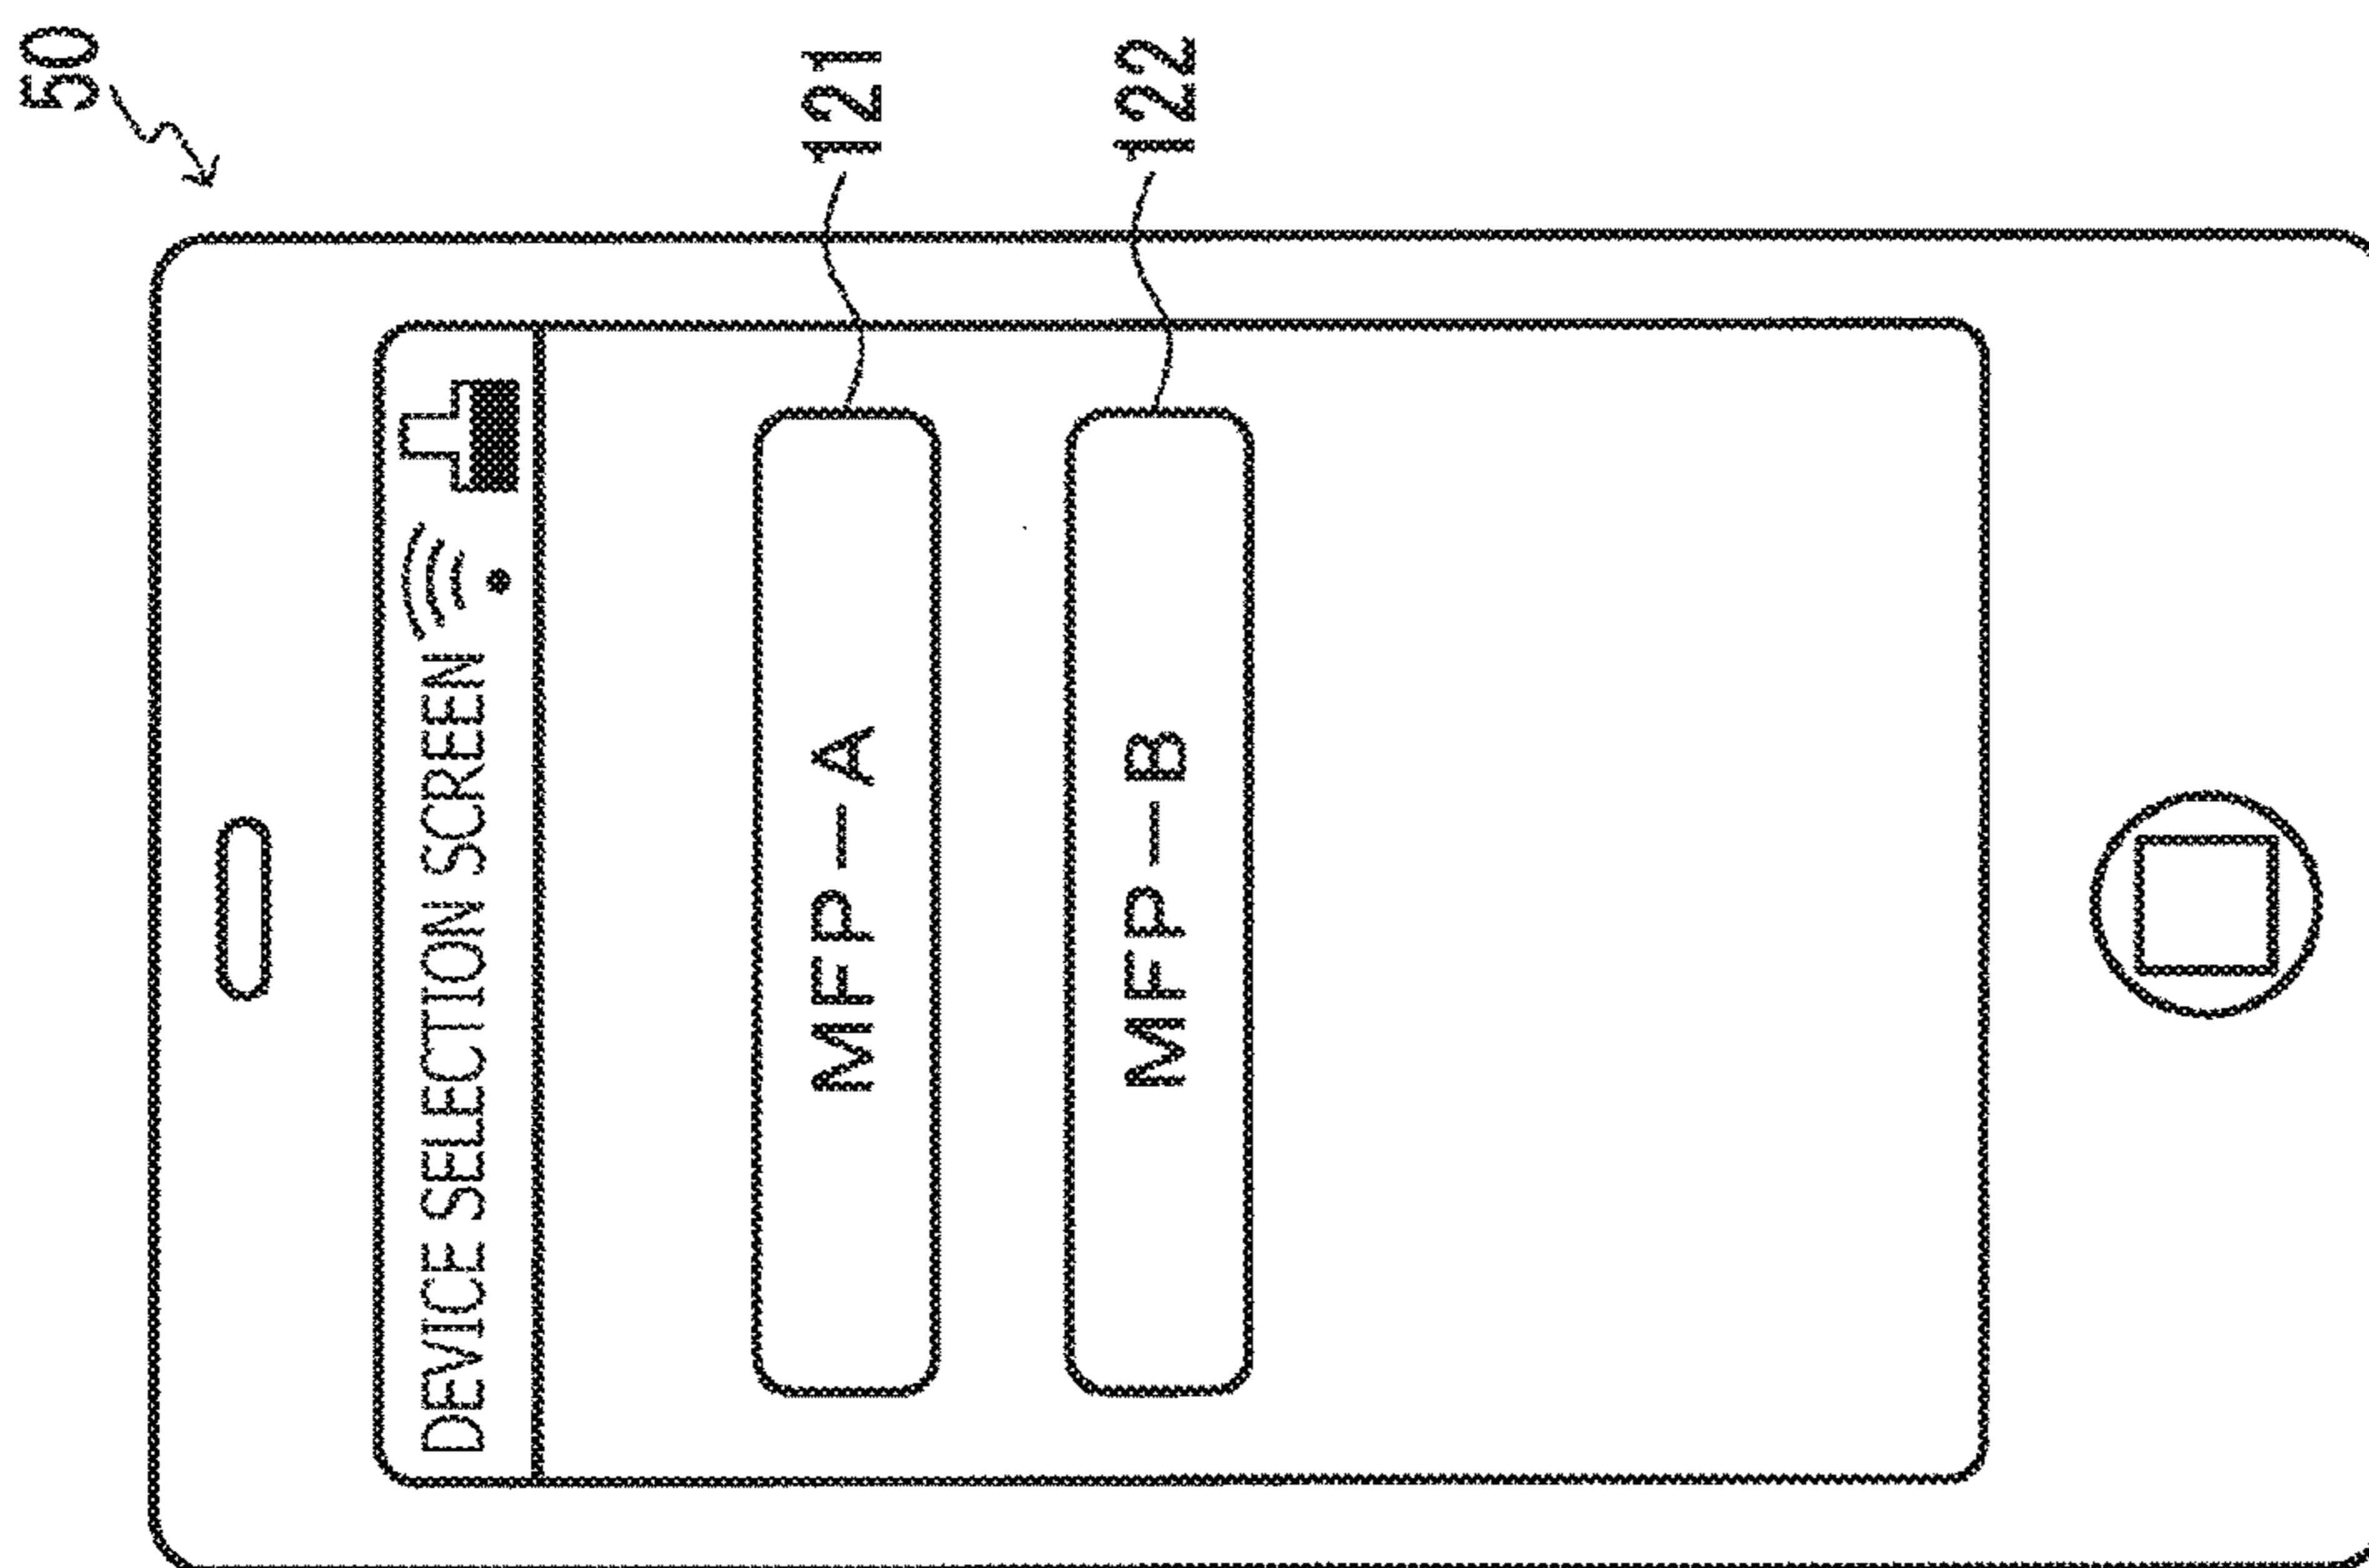 50
DEVICE SELECTION SCREEN
MFP-A
121
MFP-B
122